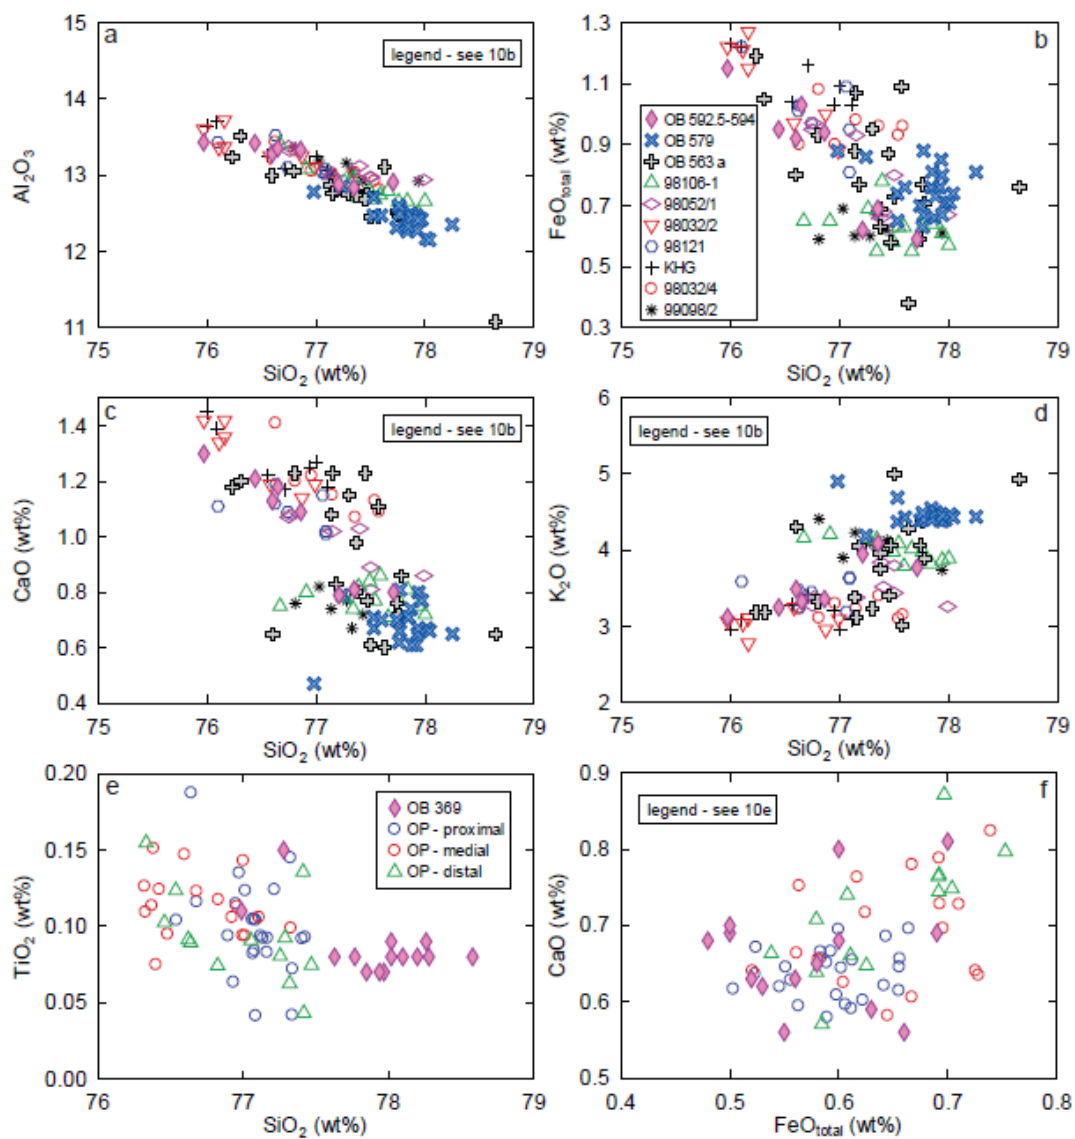 a
legend - see 10b
15
14
13
12
11
Al2O3
75
76
77
78
79
SiO2 (wt%)
b
1.3
1.1
0.9
0.7
0.5
0.3
FeOtotal (wt%)
OB 592.5-594
OB 579
OB 563 a
98106-1
98052/1
98032/2
98121
KHG
98032/4
99098/2
75
76
77
78
79
SiO2 (wt%)
c
legend - see 10b
1.4
1.2
1.0
0.8
0.6
0.4
CaO (wt%)
75
76
77
78
79
SiO2 (wt%)
d
legend - see 10b
6
5
4
3
2
K2O (wt%)
75
76
77
78
79
SiO2 (wt%)
e
0.20
0.15
0.10
0.05
0.00
TiO2 (wt%)
OB 369
OP - proximal
OP - medial
OP - distal
76
77
78
79
SiO2 (wt%)
f
legend - see 10e
0.9
0.8
0.7
0.6
0.5
CaO (wt%)
0.4
0.5
0.6
0.7
0.8
FeOtotal (wt%)